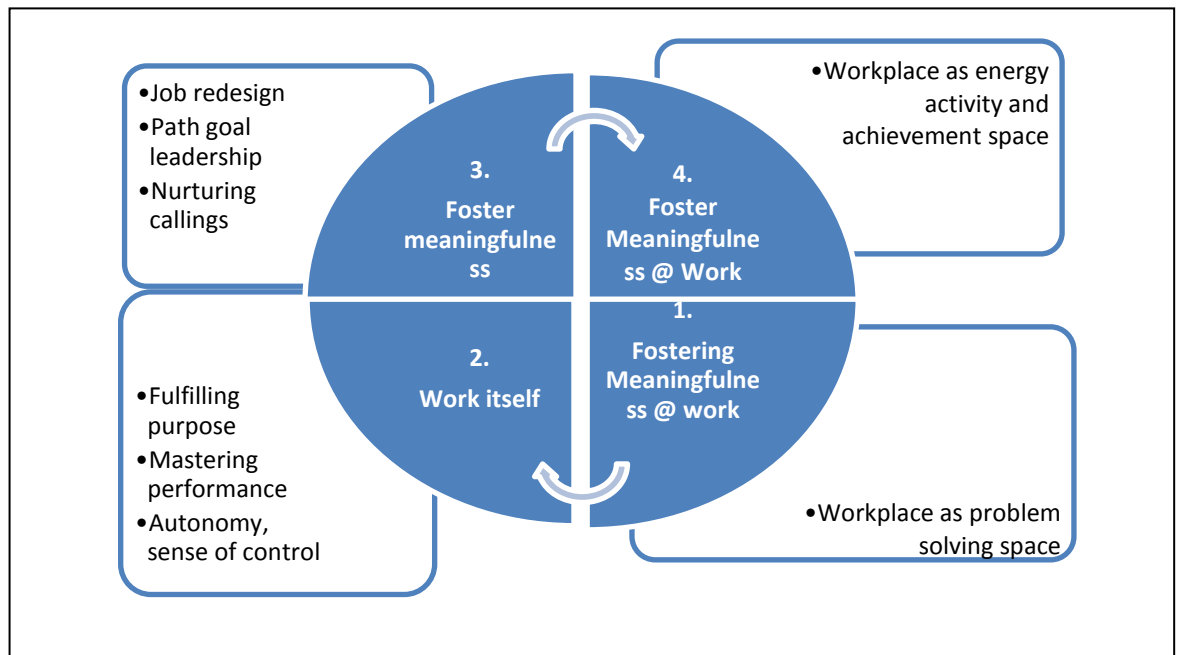 •Job redesign
•Path goal
leadership
•Nurturing
callings
3.
Foster
meaningfulne
ss
4.
Foster
Meaningfulne
ss @ Work
•Workplace as energy
activity and
achievement space
•Fulfilling
purpose
•Mastering
performance
•Autonomy,
sense of control
2.
Work itself
1.
Fostering
Meaningfulne
ss @ work
•Workplace as problem
solving space